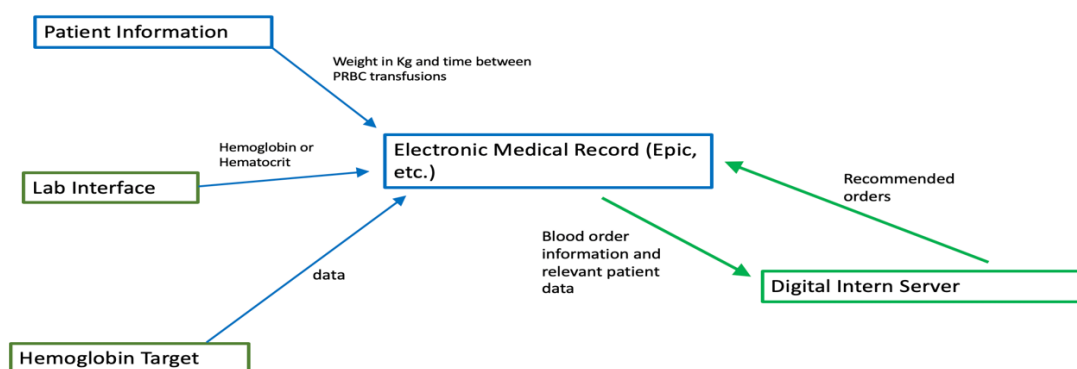 Patient Information
Weight in Kg and time between
PRBC transfusions
Hemoglobin or
Hematocrit
Electronic Medical Record (Epic,
etc.)
Lab Interface
Recommended
orders
Blood order
information and
relevant patient
data
data
Digital Intern Server
Hemoglobin Target